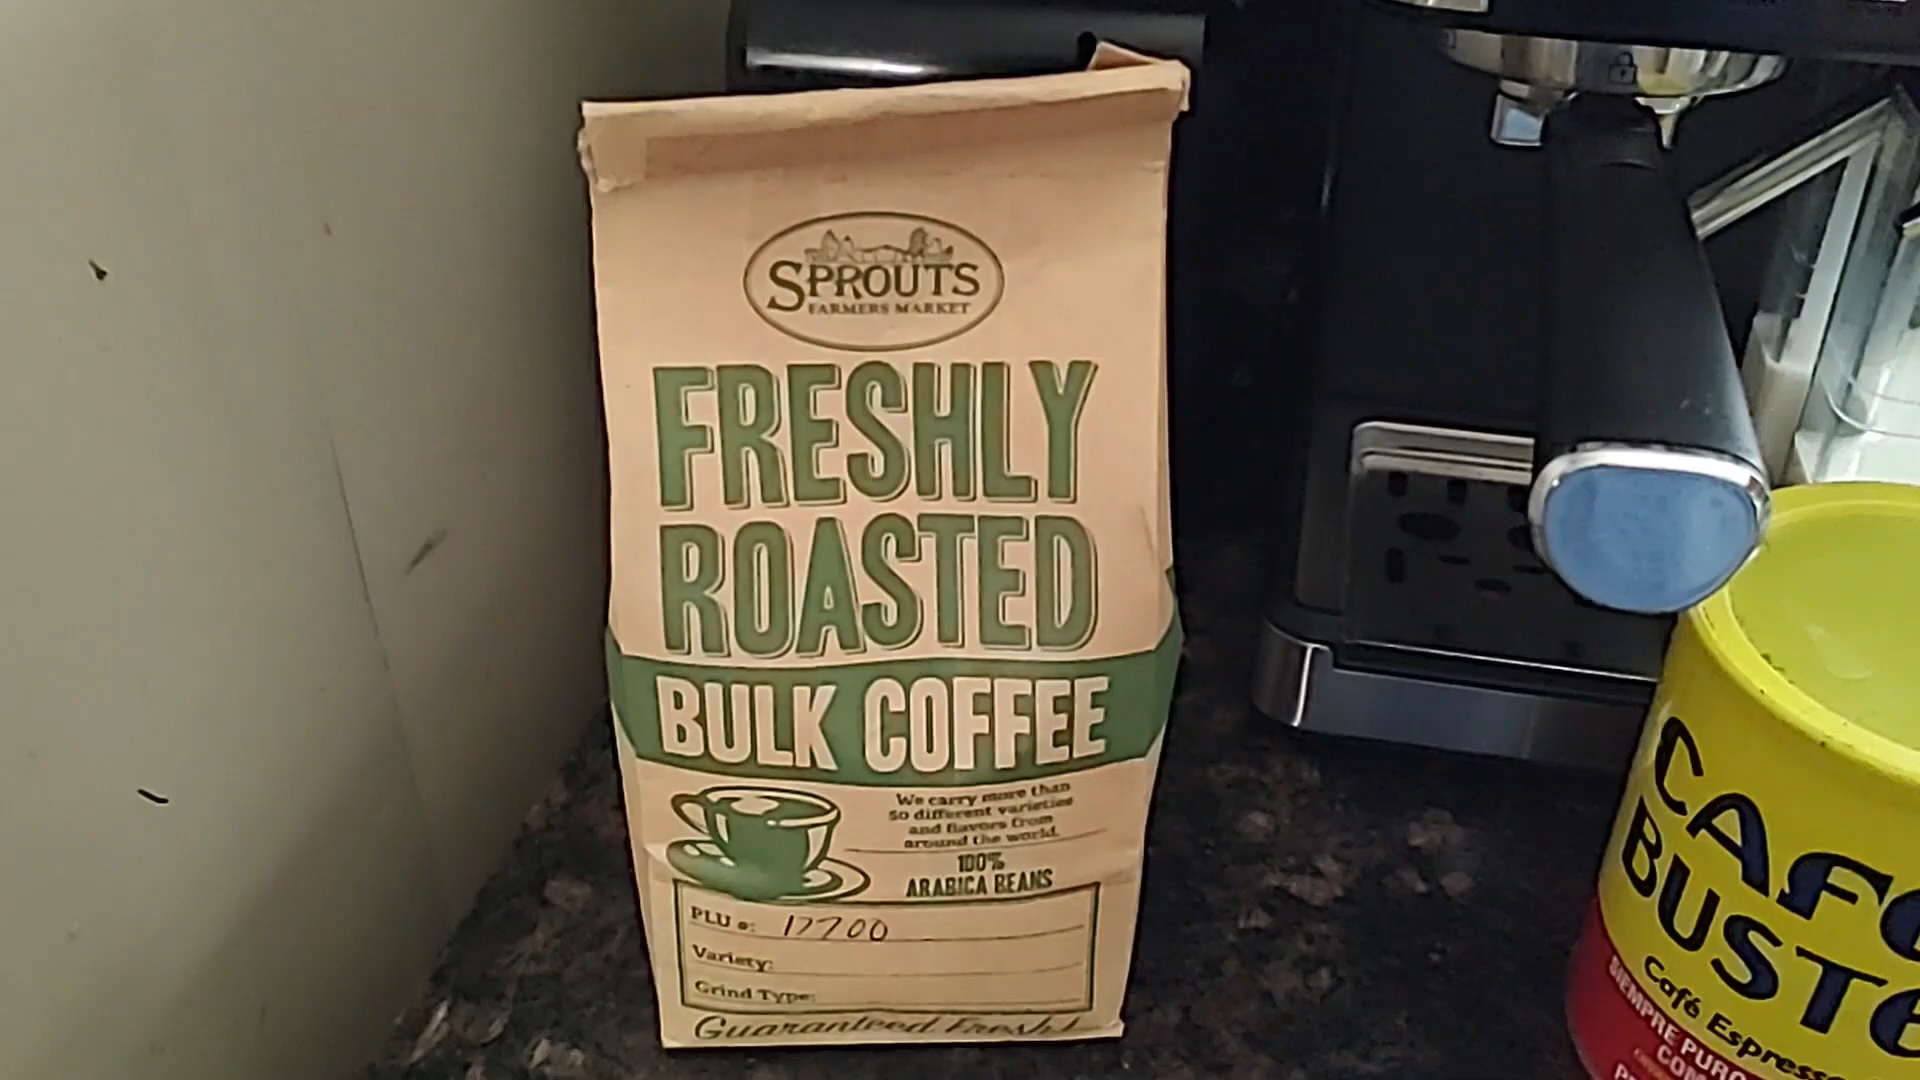 SPROUTS
FARMERS MARKET
FRESHLY
ROASTED
BULK COFFEE
We carry more than
50 different varieties
and flavors from
around the world.
100%
ARABICA BEANS
PLU #: 17700
Variety:
Grind Type:
Guaranteed Fresh!
CAFé
BUSTe
Café Espresso
SIEMPRE PURO